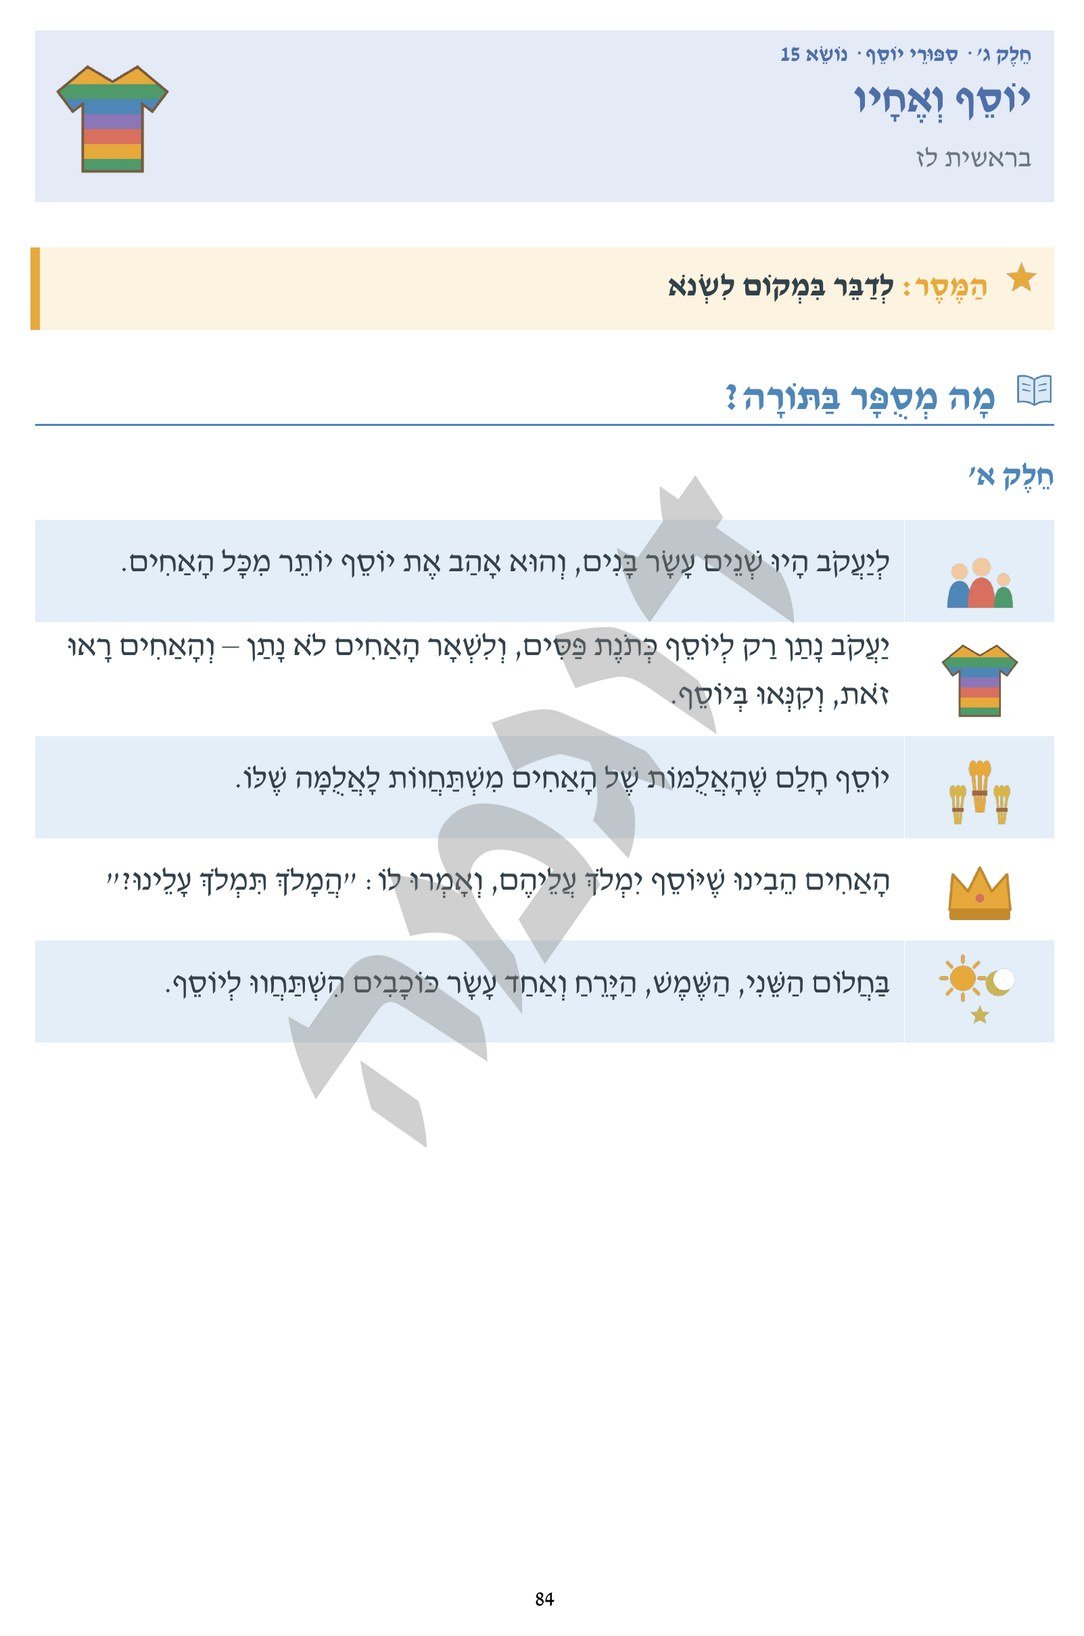 חֵלֶק ג׳ · סִפּוּרֵי יוֹסֵף · נוֹשֵׂא 15
יוֹסֵף וְאֶחָיו
בראשית לז
הַמֶּסֶר: לְדַבֵּר בִּמְקוֹם לִשְׂנֹא
מָה מְסֻפָּר בַּתּוֹרָה?
חֵלֶק א׳
לְיַעֲקֹב הָיוּ שְׁנֵים עָשָׂר בָּנִים, וְהוּא אָהַב אֶת יוֹסֵף יוֹתֵר מִכָּל הָאַחִים.
יַעֲקֹב נָתַן רַק לְיוֹסֵף כְּתֹנֶת פַּסִּים, וְלִשְׁאָר הָאַחִים לֹא נָתַן – וְהָאַחִים רָאוּ
זֹאת, וְקִנְּאוּ בְּיוֹסֵף.
יוֹסֵף חָלַם שֶׁהָאֲלֻמּוֹת שֶׁל הָאַחִים מִשְׁתַּחֲווֹת לָאֲלֻמָּה שֶׁלּוֹ.
הָאַחִים הֵבִינוּ שֶׁיּוֹסֵף יִמְלֹךְ עֲלֵיהֶם, וְאָמְרוּ לוֹ: ״הֲמָלֹךְ תִּמְלֹךְ עָלֵינוּ?״
בַּחֲלוֹם הַשֵּׁנִי, הַשֶּׁמֶשׁ, הַיָּרֵחַ וְאַחַד עָשָׂר כּוֹכָבִים הִשְׁתַּחֲווּ לְיוֹסֵף.
דוגמה
84